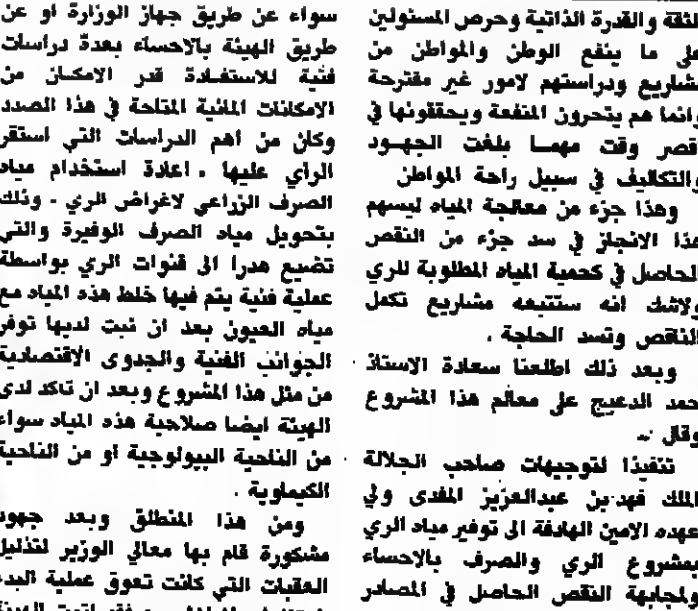 الثقة والقدرة الذاتية وحرص المسئولين
على ما ينفع الوطن والمواطن من
مشاريع ودراستهم لامور غير مقترحة
وانما هم يتحرون المنفعة ويحققونها في
اقصر وقت مهما بلغت الجهود
والتكاليف في سبيل راحة المواطن
وهذا جزء من معالجة المياه ليسهم
هذا الانجاز في سد جزء من النقص
الحاصل في كحمية المياه المطلوبة للري
ولاشك انه ستتبعه مشاريع تكمل
الناقص وتسد الحاجة .
وبعد ذلك اطلعنا سعادة الاستاذ
حمد الدعيج على معالم هذا المشروع
وقال :ـ
تنفيذا لتوجيهات صاحب الجلالة
الملك فهد بن عبدالعزيز المفدى ولي
عهده الامين الهادفة الى توفير مياه الري
بمشروع الري والصرف بالاحساء
ولمجابهة النقص الحاصل في المصادر
سواء عن طريق جهاز الوزارة او عن
طريق الهيئة بالاحساء بعدة دراسات
فنية للاستفادة قدر الامكان من
الامكانات المائية المتاحة في هذا الصدد
وكان من اهم الدراسات التي استقر
الراي عليها . اعادة استخدام مياه
الصرف الزراعي لاغراض الري . وذلك
بتحويل مياه الصرف الوفيرة والتي
تضيع هدرا الى قنوات الري بواسطة
عملية فنية يتم فيها خلط هذه المياه مع
مياه العيون بعد ان ثبت لديها توفر
الجوانب الفنية والجدوى الاقتصادية
من مثل هذا المشروع وبعد ان تاكد لدى
الهيئة ايضا صلاحية هذه المياه سواء
من الناحية البيولوجية او من الناحية
الكيماوية .
ومن هذا المنطلق وبعد جهود
مشكورة قام بها معالي الوزير لتذليل
العقبات التي كانت تعوق عملية البدء